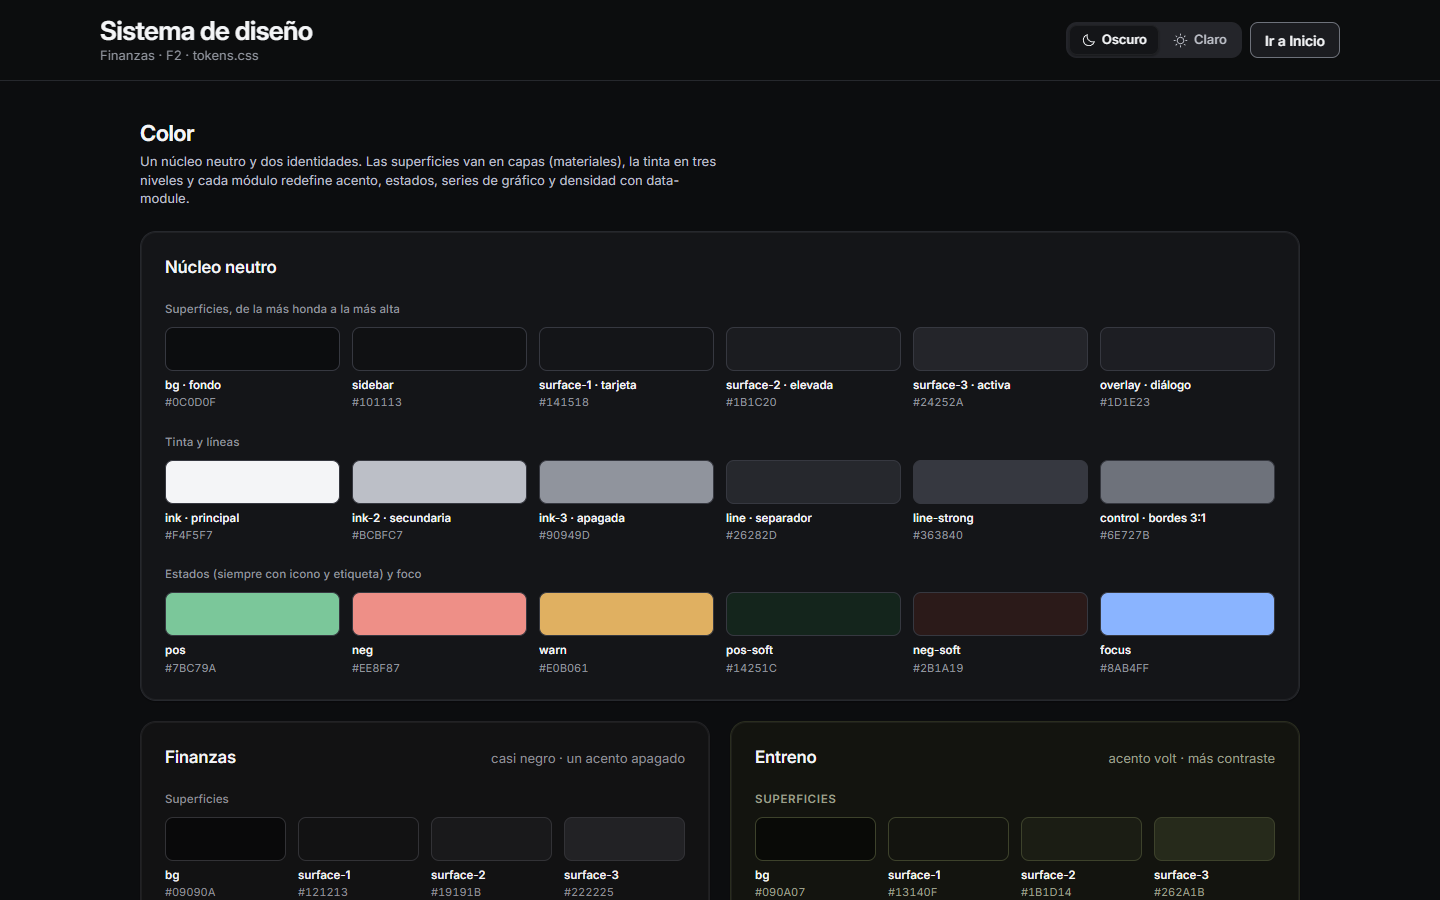 Sistema de diseño
Finanzas · F2 · tokens.css
Oscuro
Claro
Ir a Inicio
Color
Un núcleo neutro y dos identidades. Las superficies van en capas (materiales), la tinta en tres
niveles y cada módulo redefine acento, estados, series de gráfico y densidad con data-
module.
Núcleo neutro
Superficies, de la más honda a la más alta
bg · fondo
sidebar
surface-1 · tarjeta
surface-2 · elevada
surface-3 · activa
overlay · diálogo
#0C0D0F
#101113
#141518
#1B1C20
#24252A
#1D1E23
Tinta y líneas
ink · principal
ink-2 · secundaria
ink-3 · apagada
line · separador
line-strong
control · bordes 3:1
#F4F5F7
#BCBFC7
#90949D
#26282D
#363840
#6E727B
Estados (siempre con icono y etiqueta) y foco
pos
neg
warn
pos-soft
neg-soft
focus
#7BC79A
#EE8F87
#E0B061
#14251C
#2B1A19
#8AB4FF
Finanzas
casi negro · un acento apagado
Superficies
bg
surface-1
surface-2
surface-3
#09090A
#121213
#19191B
#222225
Entreno
acento volt · más contraste
SUPERFICIES
bg
surface-1
surface-2
surface-3
#090A07
#13140F
#1B1D14
#262A1B